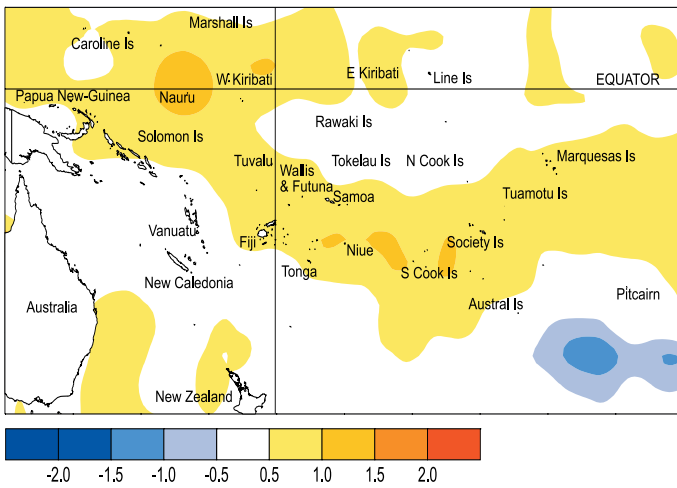 Marshall Is
Caroline Is
W Kiribati
E Kiribati
Line Is
EQUATOR
Papua New-Guinea
Nauru
Rawaki Is
Solomon Is
Tuvalu
Wallis
& Futuna
Tokelau Is
N Cook Is
Marquesas Is
Samoa
Tuamotu Is
Vanuatu
Fiji
Niue
Society Is
New Caledonia
Tonga
S Cook Is
Australia
Austral Is
Pitcairn
New Zealand
-2.0 -1.5 -1.0 -0.5 0.5 1.0 1.5 2.0